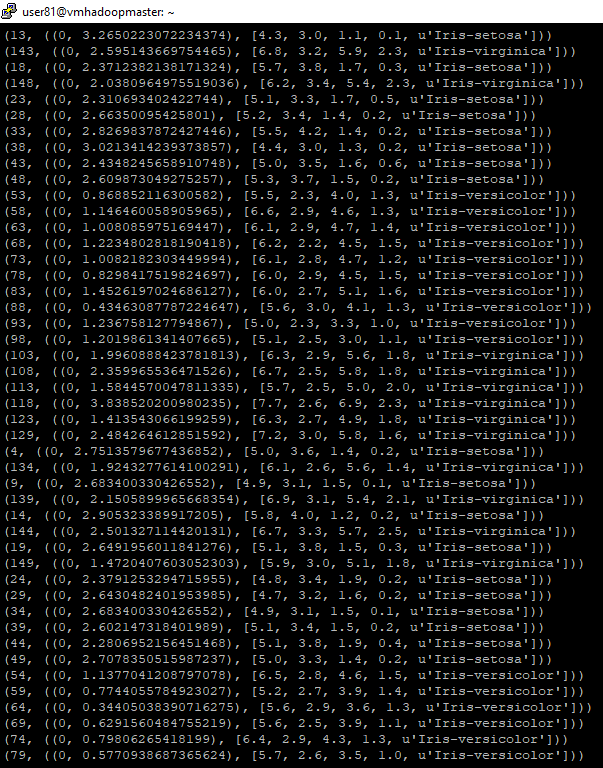 user81@vmhadoopmaster: ~
(13, ((0, 3.2650223072234374), [4.3, 3.0, 1.1, 0.1, u'Iris-setosa']))
(143, ((0, 2.595143669754465), [6.8, 3.2, 5.9, 2.3, u'Iris-virginica']))
(18, ((0, 2.3712382138171324), [5.7, 3.8, 1.7, 0.3, u'Iris-setosa']))
(148, ((0, 2.0380964975519036), [6.2, 3.4, 5.4, 2.3, u'Iris-virginica']))
(23, ((0, 2.310693402422744), [5.1, 3.3, 1.7, 0.5, u'Iris-setosa']))
(28, ((0, 2.66350095425801), [5.2, 3.4, 1.4, 0.2, u'Iris-setosa']))
(33, ((0, 2.8269837872427446), [5.5, 4.2, 1.4, 0.2, u'Iris-setosa']))
(38, ((0, 3.0213414239373857), [4.4, 3.0, 1.3, 0.2, u'Iris-setosa']))
(43, ((0, 2.4348245658910748), [5.0, 3.5, 1.6, 0.6, u'Iris-setosa']))
(48, ((0, 2.609873049275257), [5.3, 3.7, 1.5, 0.2, u'Iris-setosa']))
(53, ((0, 0.868852116300582), [5.5, 2.3, 4.0, 1.3, u'Iris-versicolor']))
(58, ((0, 1.146460058905965), [6.6, 2.9, 4.6, 1.3, u'Iris-versicolor']))
(63, ((0, 1.008085975169447), [6.1, 2.9, 4.7, 1.4, u'Iris-versicolor']))
(68, ((0, 1.2234802818190418), [6.2, 2.2, 4.5, 1.5, u'Iris-versicolor']))
(73, ((0, 1.0082182303449994), [6.1, 2.8, 4.7, 1.2, u'Iris-versicolor']))
(78, ((0, 0.8298417519824697), [6.0, 2.9, 4.5, 1.5, u'Iris-versicolor']))
(83, ((0, 1.4526197024686127), [6.0, 2.7, 5.1, 1.6, u'Iris-versicolor']))
(88, ((0, 0.43463087787224647), [5.6, 3.0, 4.1, 1.3, u'Iris-versicolor']))
(93, ((0, 1.236758127794867), [5.0, 2.3, 3.3, 1.0, u'Iris-versicolor']))
(98, ((0, 1.2019861341407665), [5.1, 2.5, 3.0, 1.1, u'Iris-versicolor']))
(103, ((0, 1.9960888423781813), [6.3, 2.9, 5.6, 1.8, u'Iris-virginica']))
(108, ((0, 2.359965536471526), [6.7, 2.5, 5.8, 1.8, u'Iris-virginica']))
(113, ((0, 1.5844570047811335), [5.7, 2.5, 5.0, 2.0, u'Iris-virginica']))
(118, ((0, 3.838520200980235), [7.7, 2.6, 6.9, 2.3, u'Iris-virginica']))
(123, ((0, 1.413543066199259), [6.3, 2.7, 4.9, 1.8, u'Iris-virginica']))
(129, ((0, 2.484264612851592), [7.2, 3.0, 5.8, 1.6, u'Iris-virginica']))
(4, ((0, 2.7513579677436852), [5.0, 3.6, 1.4, 0.2, u'Iris-setosa']))
(134, ((0, 1.9243277614100291), [6.1, 2.6, 5.6, 1.4, u'Iris-virginica']))
(9, ((0, 2.683400330426552), [4.9, 3.1, 1.5, 0.1, u'Iris-setosa']))
(139, ((0, 2.1505899965668354), [6.9, 3.1, 5.4, 2.1, u'Iris-virginica']))
(14, ((0, 2.905323389917205), [5.8, 4.0, 1.2, 0.2, u'Iris-setosa']))
(144, ((0, 2.501327114420131), [6.7, 3.3, 5.7, 2.5, u'Iris-virginica']))
(19, ((0, 2.6491956011841276), [5.1, 3.8, 1.5, 0.3, u'Iris-setosa']))
(149, ((0, 1.4720407603052303), [5.9, 3.0, 5.1, 1.8, u'Iris-virginica']))
(24, ((0, 2.3791253294715955), [4.8, 3.4, 1.9, 0.2, u'Iris-setosa']))
(29, ((0, 2.6430482401953985), [4.7, 3.2, 1.6, 0.2, u'Iris-setosa']))
(34, ((0, 2.683400330426552), [4.9, 3.1, 1.5, 0.1, u'Iris-setosa']))
(39, ((0, 2.602147318401989), [5.1, 3.4, 1.5, 0.2, u'Iris-setosa']))
(44, ((0, 2.2806952156451468), [5.1, 3.8, 1.9, 0.4, u'Iris-setosa']))
(49, ((0, 2.7078350515987237), [5.0, 3.3, 1.4, 0.2, u'Iris-setosa']))
(54, ((0, 1.1377041208797078), [6.5, 2.8, 4.6, 1.5, u'Iris-versicolor']))
(59, ((0, 0.7744055784923027), [5.2, 2.7, 3.9, 1.4, u'Iris-versicolor']))
(64, ((0, 0.34405038390716275), [5.6, 2.9, 3.6, 1.3, u'Iris-versicolor']))
(69, ((0, 0.6291560484755219), [5.6, 2.5, 3.9, 1.1, u'Iris-versicolor']))
(74, ((0, 0.79806265418199), [6.4, 2.9, 4.3, 1.3, u'Iris-versicolor']))
(79, ((0, 0.5770938687365624), [5.7, 2.6, 3.5, 1.0, u'Iris-versicolor']))